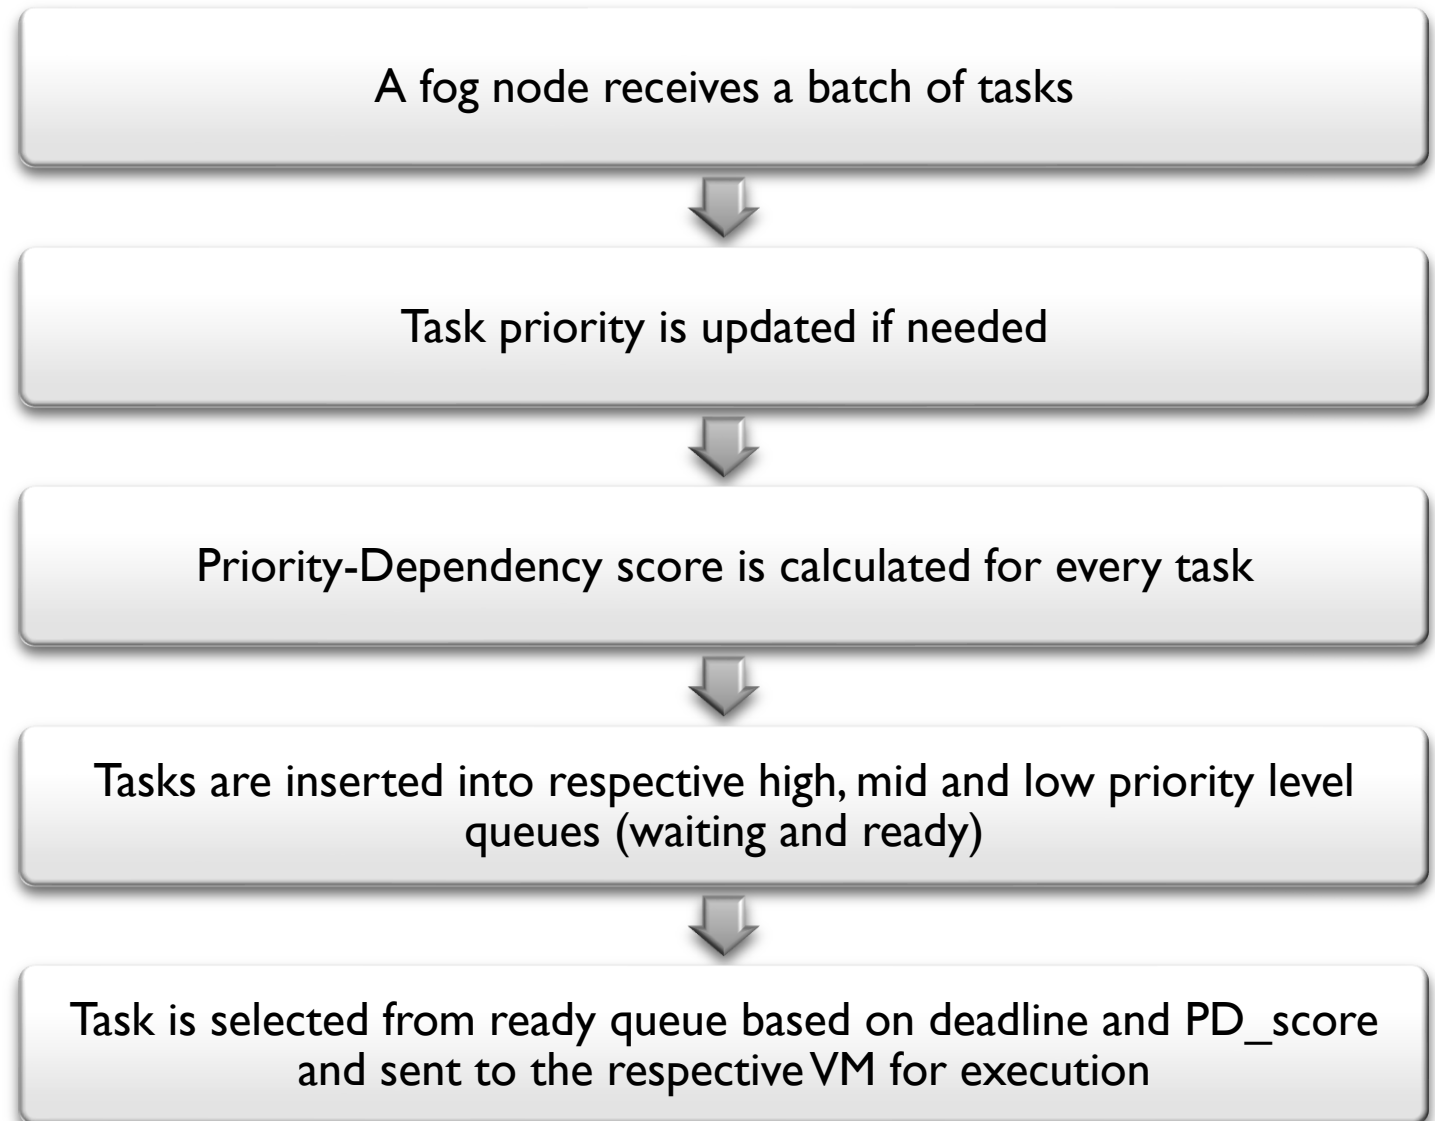 A fog node receives a batch of tasks
Task priority is updated if needed
Priority-Dependency score is calculated for every task
Tasks are inserted into respective high, mid and low priority level
queues (waiting and ready)
Task is selected from ready queue based on deadline and PD_score
and sent to the respective VM for execution